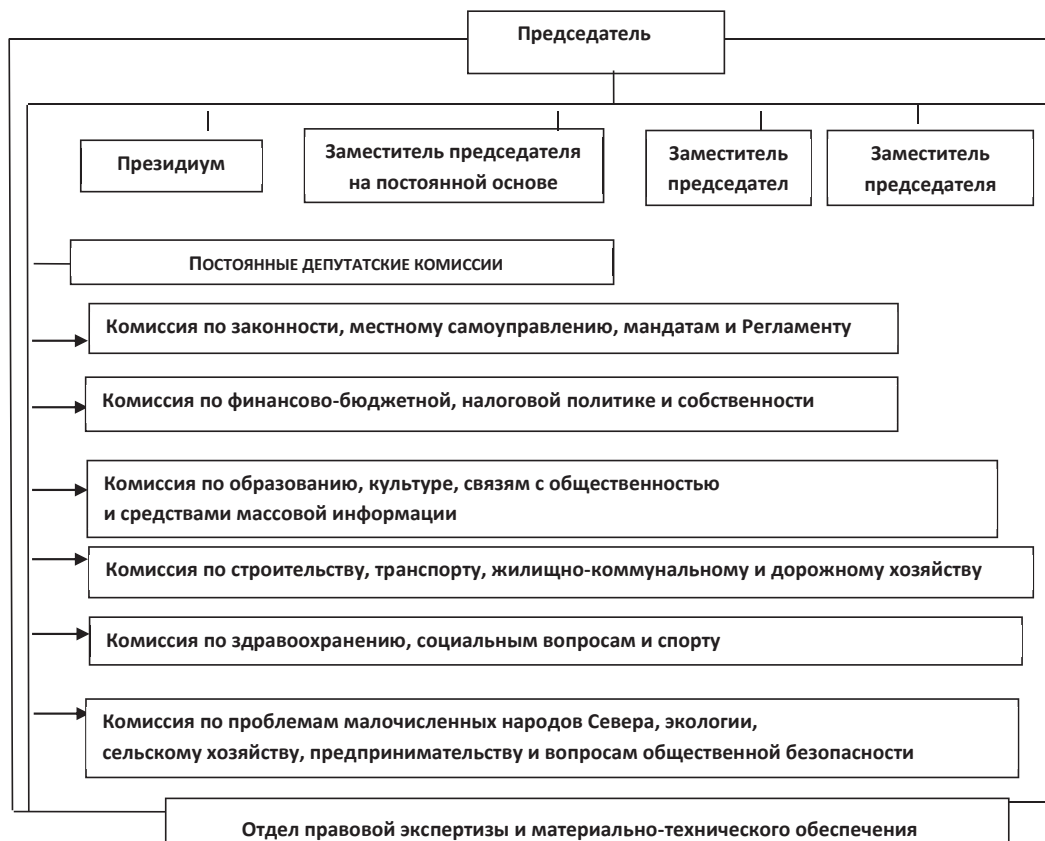 Председатель
Президиум
Заместитель председателя
на постоянной основе
Заместитель
председател
Заместитель
председателя
ПОСТОЯННЫЕ ДЕПУТАТСКИЕ КОМИССИИ
Комиссия по законности, местному самоуправлению, мандатам и Регламенту
Комиссия по финансово-бюджетной, налоговой политике и собственности
Комиссия по образованию, культуре, связям с общественностью
и средствами массовой информации
Комиссия по строительству, транспорту, жилищно-коммунальному и дорожному хозяйству
Комиссия по здравоохранению, социальным вопросам и спорту
Комиссия по проблемам малочисленных народов Севера, экологии,
сельскому хозяйству, предпринимательству и вопросам общественной безопасности
Отдел правовой экспертизы и материально-технического обеспечения